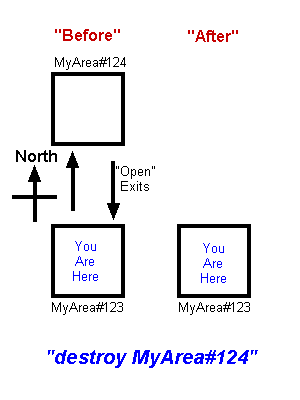 "Before"
"After"
MyArea#124
North
"Open"
Exits
You
Are
Here
You
Are
Here
MyArea#123
MyArea#123
"destroy MyArea#124"